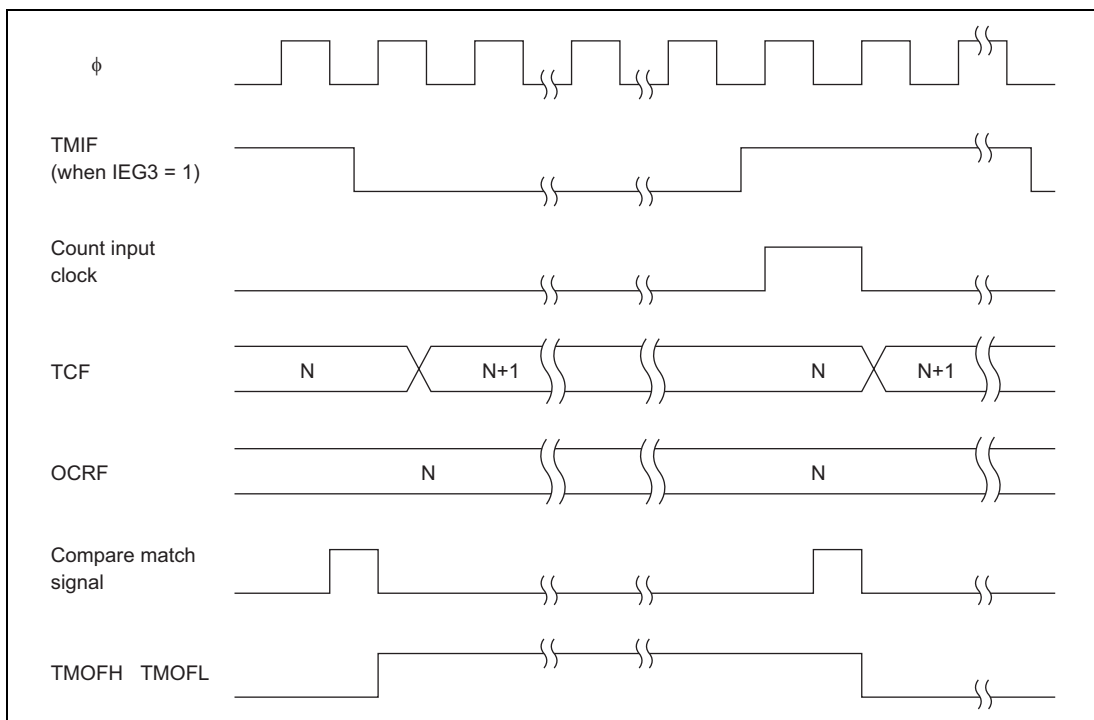 ϕ
TMIF
(when IEG3 = 1)
Count input
clock
TCF N N+1 N N+1
OCRF N N
Compare match
signal
TMOFH TMOFL